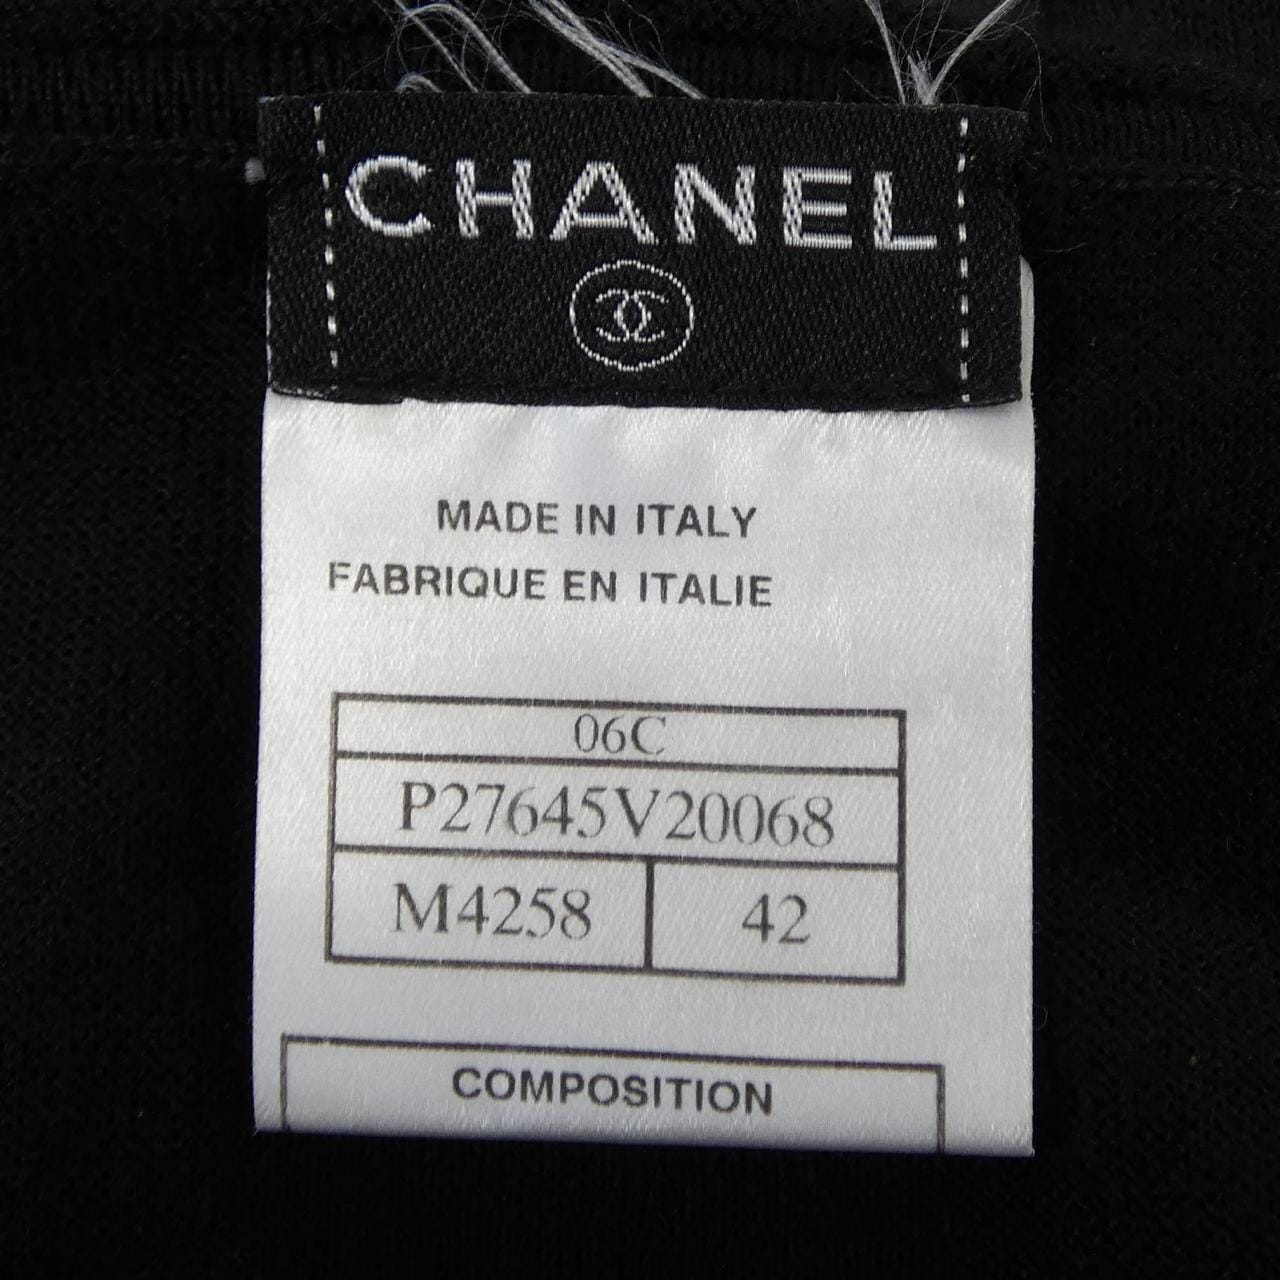 CHANEL
MADE IN ITALY
FABRIQUE EN ITALIE
06C
P27645V20068
M4258 42
COMPOSITION